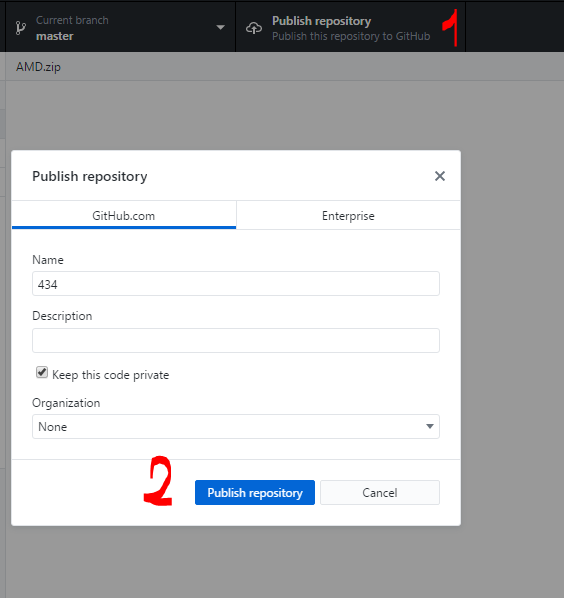 Current branch
master
Publish repository
Publish this repository to GitHub
1
AMD.zip
Publish repository
GitHub.com
Enterprise
Name
434
Description
Keep this code private
Organization
None
2
Publish repository
Cancel